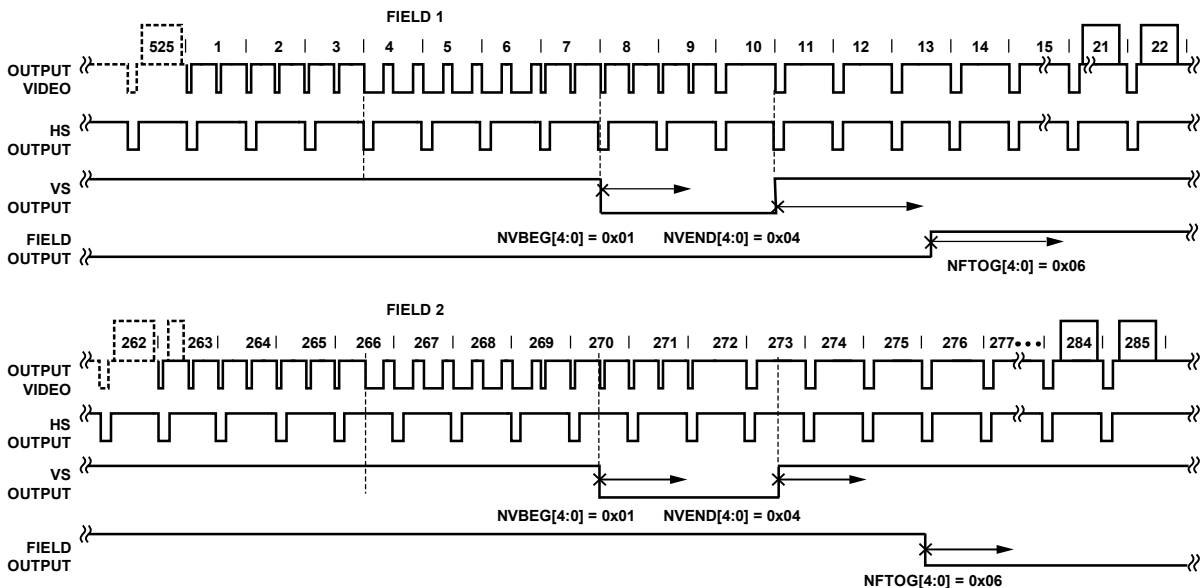 FIELD 1
525 1 2 3 4 5 6 7 8 9 10 11 12 13 14 15 21 22
OUTPUT
VIDEO
HS
OUTPUT
VS
OUTPUT
NVBEG[4:0] = 0x01 NVEND[4:0] = 0x04
FIELD
OUTPUT
NFTOG[4:0] = 0x06
FIELD 2
262 263 264 265 266 267 268 269 270 271 272 273 274 275 276 277 ••• 284 285
OUTPUT
VIDEO
HS
OUTPUT
VS
OUTPUT
NVBEG[4:0] = 0x01 NVEND[4:0] = 0x04
FIELD
OUTPUT
NFTOG[4:0] = 0x06